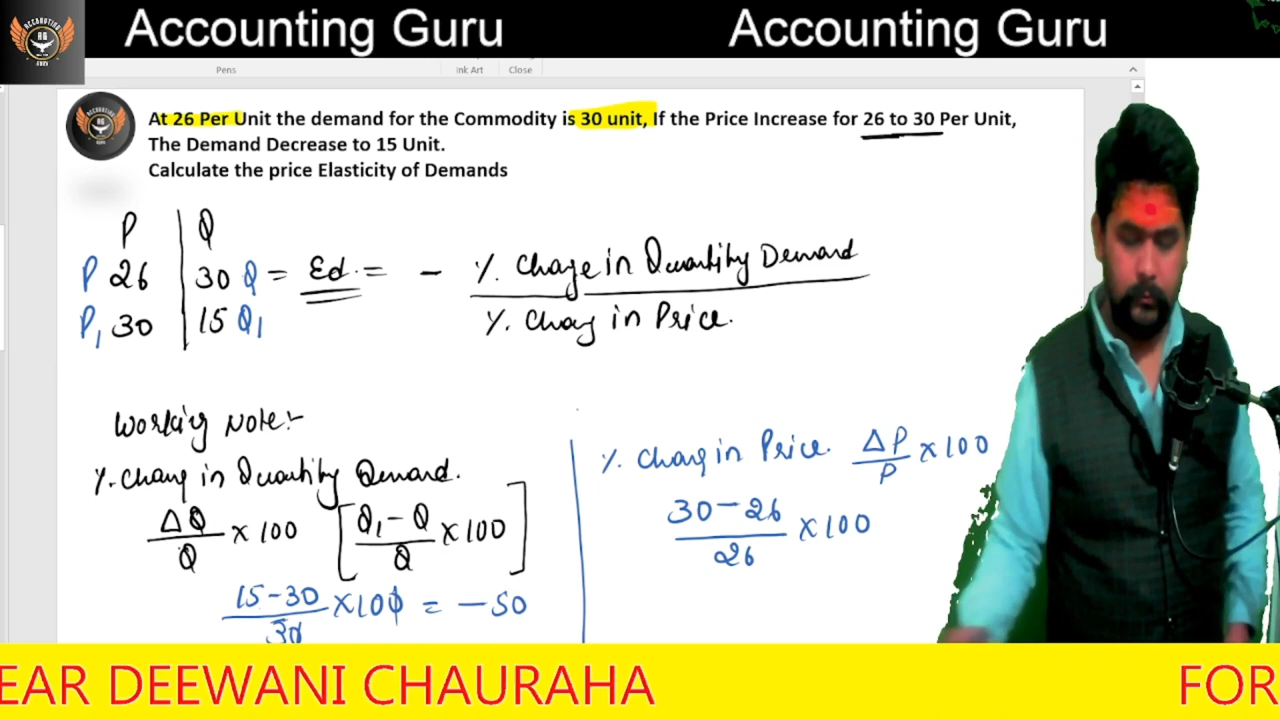 Accounting Guru
Accounting Guru
ACCOUNTING
AG
GURU
Pens
Ink Art
Close
At 26 Per Unit the demand for the Commodity is 30 unit, If the Price Increase for 26 to 30 Per Unit,
The Demand Decrease to 15 Unit.
Calculate the price Elasticity of Demands
P | Q
P 26 | 30 Q = Ed = - % Change in Quantity Demand
P1 30 | 15 Q1 % Chang in Price.
Working Note:-
% Chang in Quantity Demand.
ΔQ/Q × 100 [Q1 - Q/Q × 100]
15-30/30 × 100 = -50
% Chang in Price ΔP/P × 100
30-26/26 × 100
EAR DEEWANI CHAURAHA
FOR